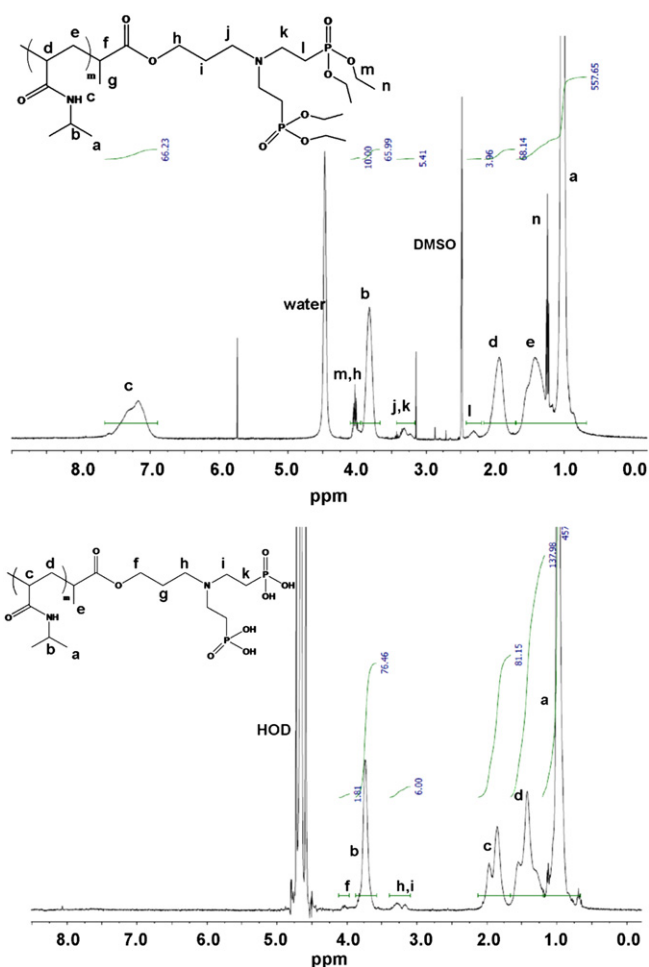 O
d
e
f
h
j
k
O
P
O
l
O
m
m
g
O
i
N
n
O
NH
c
O
O
P
O
O
b
a
66.23
10.00
65.99
5.41
3.96
68.14
557.65
a
n
DMSO
water
b
d
e
c
m,h
j,k
l
8.0
7.0
6.0
5.0
4.0
3.0
2.0
1.0
0.0
ppm
c
d
O
f
h
i
O
k
P
OH
OH
m
e
O
g
N
O
NH
OH
P
O
OH
b
a
HOD
1.81
76.46
6.00
81.15
137.98
457
a
b
f
h,i
c
d
8.0
7.0
6.0
5.0
4.0
3.0
2.0
1.0
0.0
ppm